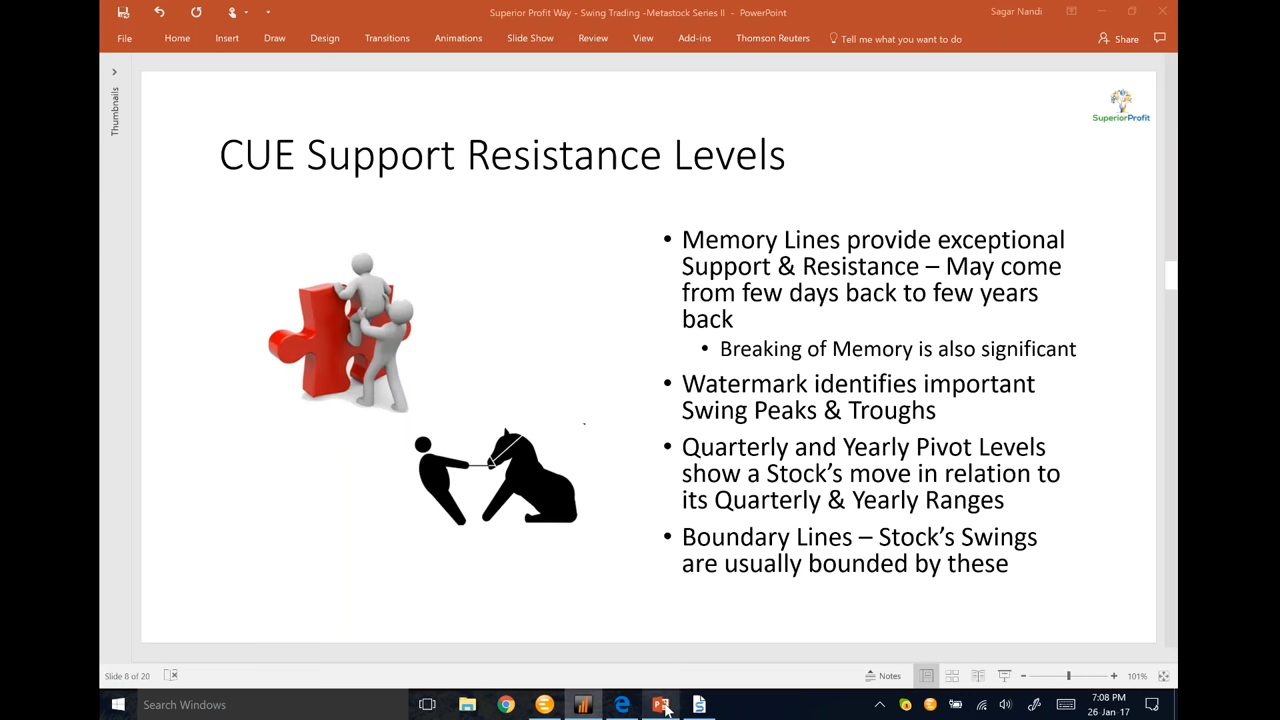 Superior Profit Way - Swing Trading -Metastock Series II - PowerPoint
Sagar Nandi
File Home Insert Draw Design Transitions Animations Slide Show Review View Add-ins Thomson Reuters Tell me what you want to do Share
Thumbnails
SuperiorProfit
CUE Support Resistance Levels
• Memory Lines provide exceptional
Support & Resistance – May come
from few days back to few years
back
• Breaking of Memory is also significant
• Watermark identifies important
Swing Peaks & Troughs
• Quarterly and Yearly Pivot Levels
show a Stock's move in relation to
its Quarterly & Yearly Ranges
• Boundary Lines – Stock's Swings
are usually bounded by these
Slide 8 of 20
Notes
101%
Search Windows
7:08 PM
26-Jan-17